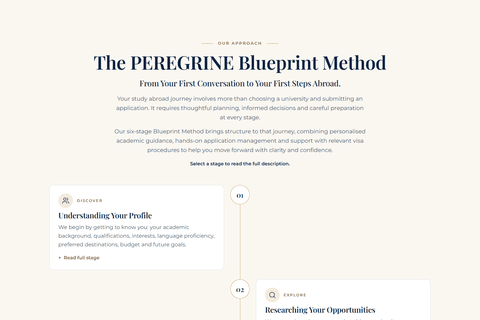 OUR APPROACH
The PEREGRINE Blueprint Method
From Your First Conversation to Your First Steps Abroad.
Your study abroad journey involves more than choosing a university and submitting an
application. It requires thoughtful planning, informed decisions and careful preparation
at every stage.
Our six-stage Blueprint Method brings structure to that journey, combining personalised
academic guidance, hands-on application management and support with relevant visa
procedures to help you move forward with clarity and confidence.
Select a stage to read the full description.
01
DISCOVER
Understanding Your Profile
We begin by getting to know you: your academic
background, qualifications, interests, language proficiency,
preferred destinations, budget and future goals.
+ Read full stage
02
EXPLORE
Researching Your Opportunities